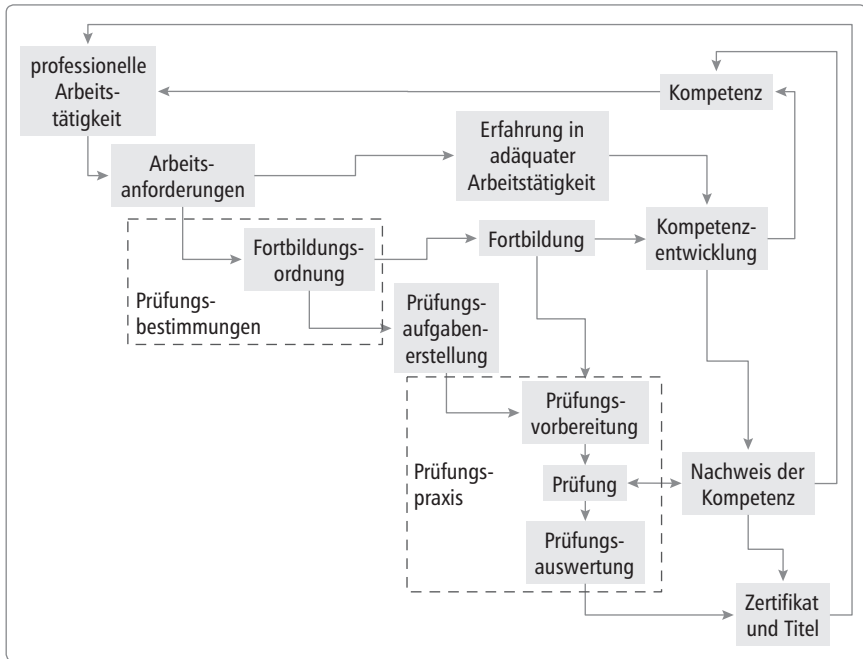 professionelle
Arbeits-
tätigkeit
Kompetenz
Erfahrung in
adäquater
Arbeitstätigkeit
Arbeits-
anforderungen
Fortbildungs-
ordnung
Prüfungs-
bestimmungen
Fortbildung
Kompetenz-
entwicklung
Prüfungs-
aufgaben-
erstellung
Prüfungs-
vorbereitung
Prüfungs-
praxis
Prüfung
Nachweis der
Kompetenz
Prüfungs-
auswertung
Zertifikat
und Titel